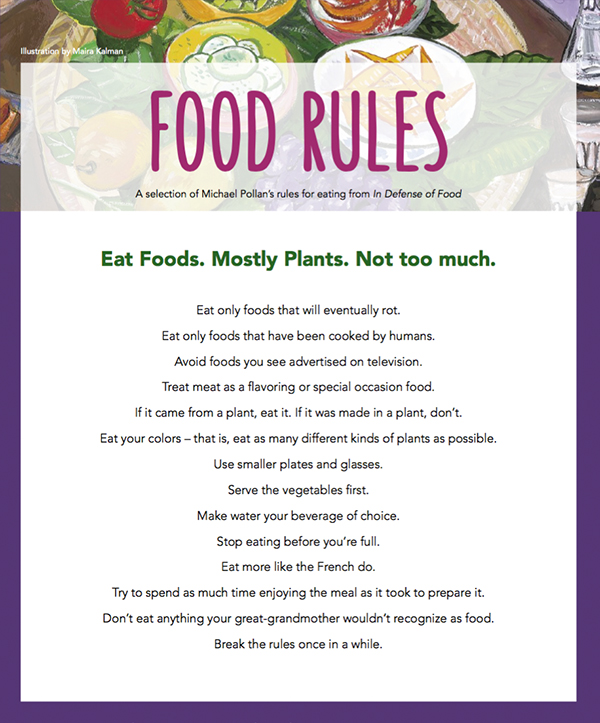 Illustration by Maira Kalman
FOOD RULES
A selection of Michael Pollan's rules for eating from In Defense of Food
Eat Foods. Mostly Plants. Not too much.
Eat only foods that will eventually rot.
Eat only foods that have been cooked by humans.
Avoid foods you see advertised on television.
Treat meat as a flavoring or special occasion food.
If it came from a plant, eat it. If it was made in a plant, don't.
Eat your colors – that is, eat as many different kinds of plants as possible.
Use smaller plates and glasses.
Serve the vegetables first.
Make water your beverage of choice.
Stop eating before you're full.
Eat more like the French do.
Try to spend as much time enjoying the meal as it took to prepare it.
Don't eat anything your great-grandmother wouldn't recognize as food.
Break the rules once in a while.